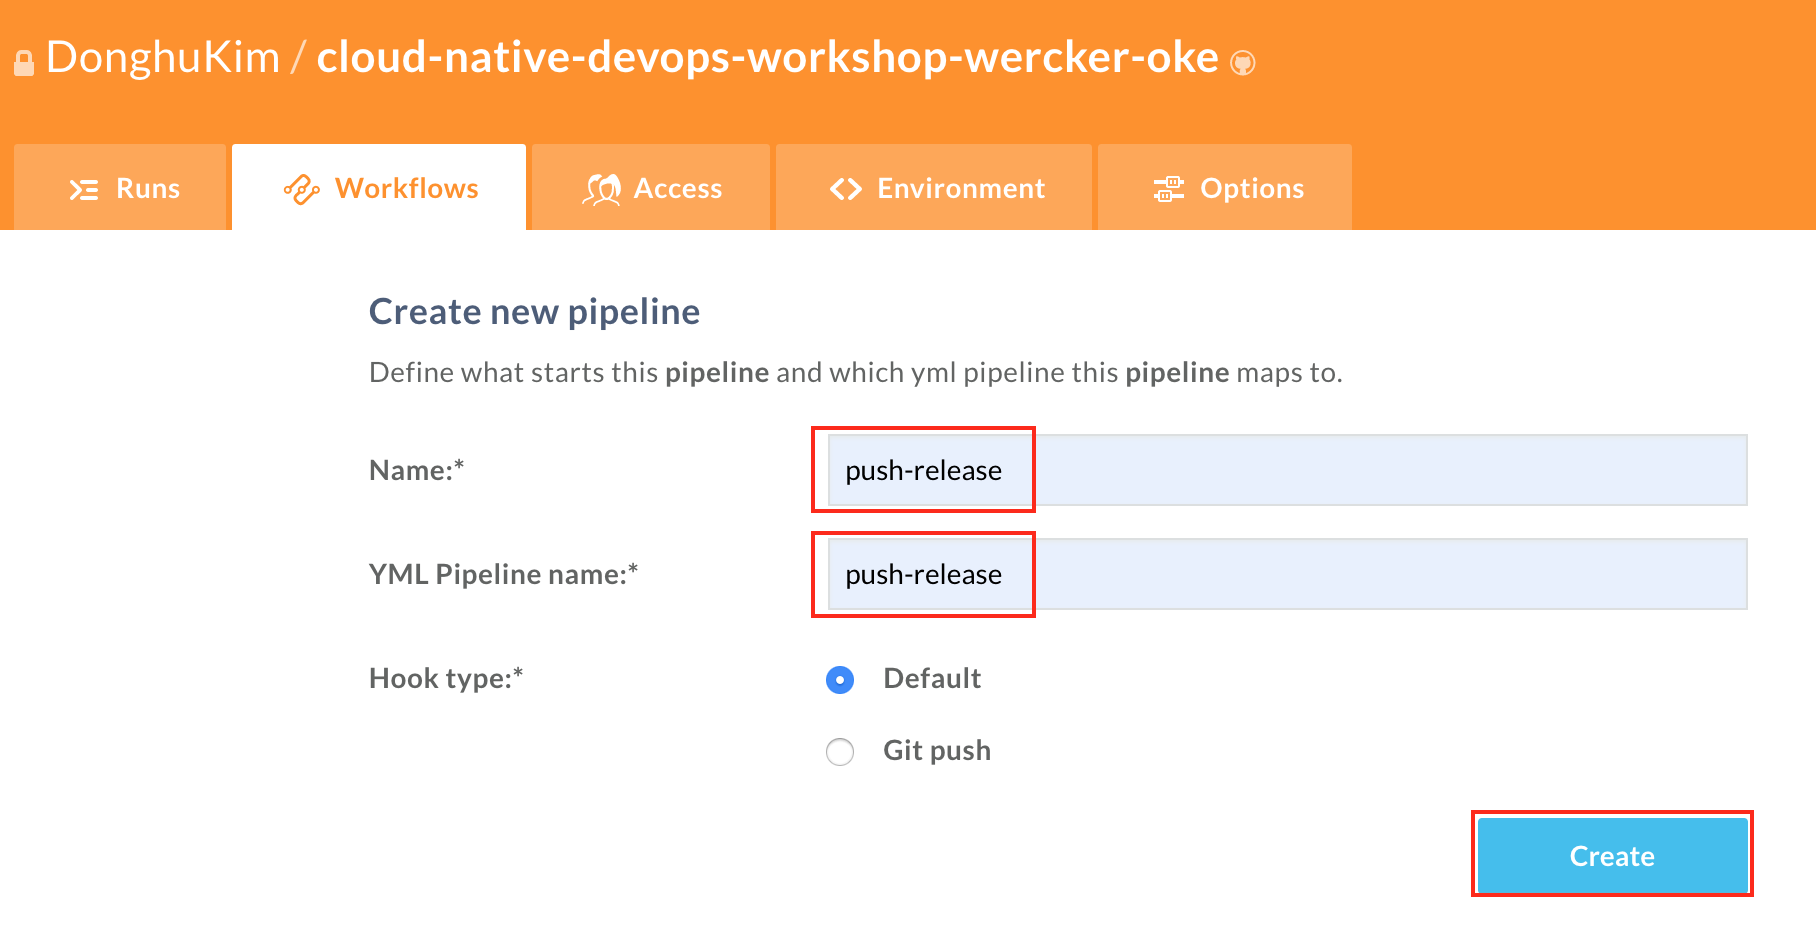 DonghuKim / cloud-native-devops-workshop-wercker-oke
Runs Workflows Access Environment Options
Create new pipeline
Define what starts this pipeline and which yml pipeline this pipeline maps to.
Name:* push-release
YML Pipeline name:* push-release
Hook type:* Default
Git push
Create